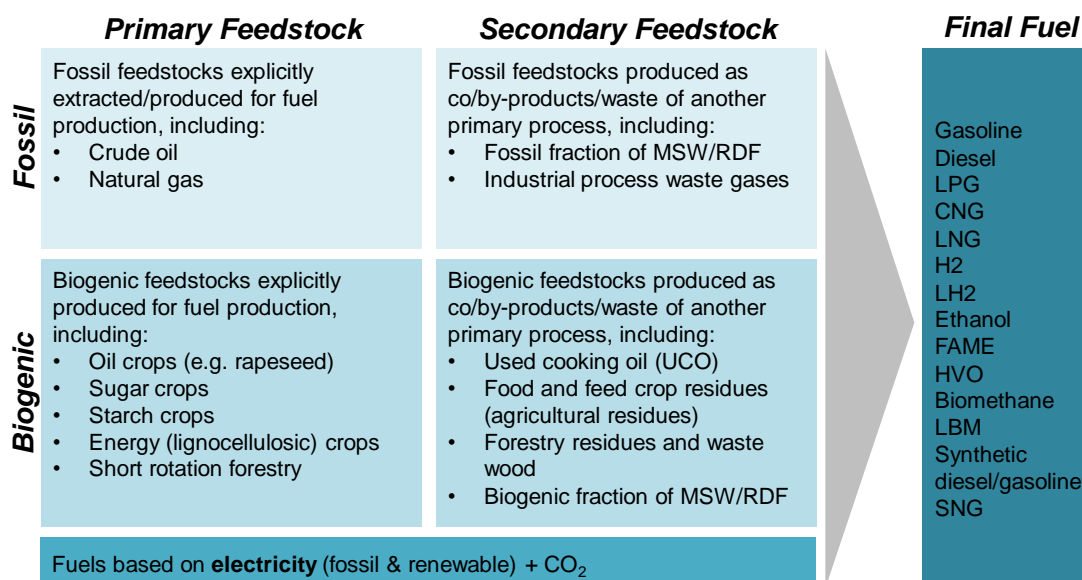 Primary Feedstock
Secondary Feedstock
Final Fuel
Fossil
Fossil feedstocks explicitly
extracted/produced for fuel
production, including:
• Crude oil
• Natural gas
Fossil feedstocks produced as
co/by-products/waste of another
primary process, including:
• Fossil fraction of MSW/RDF
• Industrial process waste gases
Biogenic
Biogenic feedstocks explicitly
produced for fuel production,
including:
• Oil crops (e.g. rapeseed)
• Sugar crops
• Starch crops
• Energy (lignocellulosic) crops
• Short rotation forestry
Biogenic feedstocks produced as
co/by-products/waste of another
primary process, including:
• Used cooking oil (UCO)
• Food and feed crop residues
(agricultural residues)
• Forestry residues and waste
wood
• Biogenic fraction of MSW/RDF
Fuels based on electricity (fossil & renewable) + CO₂
Gasoline
Diesel
LPG
CNG
LNG
H2
LH2
Ethanol
FAME
HVO
Biomethane
LBM
Synthetic
diesel/gasoline
SNG